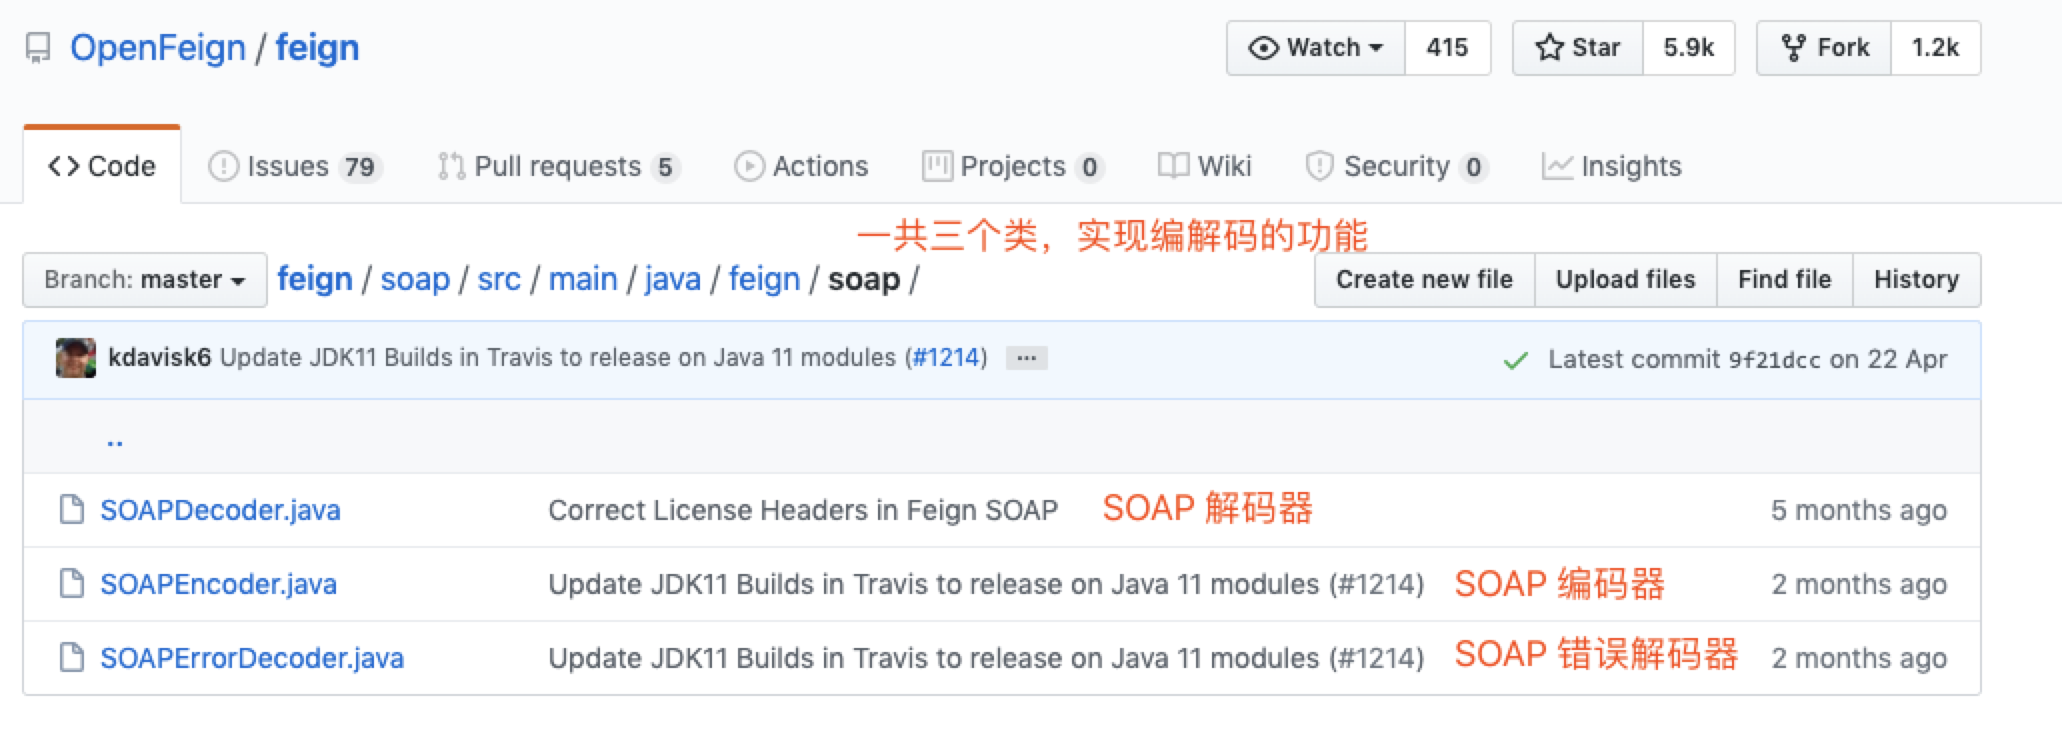 OpenFeign / feign
Watch 415 Star 5.9k Fork 1.2k
Code Issues 79 Pull requests 5 Actions Projects 0 Wiki Security 0 Insights
一共三个类，实现编解码的功能
Branch: master feign / soap / src / main / java / feign / soap / Create new file Upload files Find file History
kdavisk6 Update JDK11 Builds in Travis to release on Java 11 modules (#1214) ... Latest commit 9f21dcc on 22 Apr
..
SOAPDecoder.java Correct License Headers in Feign SOAP SOAP 解码器 5 months ago
SOAPEncoder.java Update JDK11 Builds in Travis to release on Java 11 modules (#1214) SOAP 编码器 2 months ago
SOAPErrorDecoder.java Update JDK11 Builds in Travis to release on Java 11 modules (#1214) SOAP 错误解码器 2 months ago